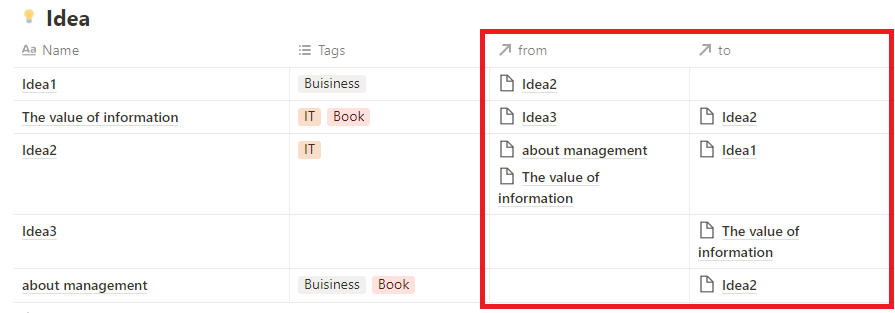 Idea
Aa Name Tags from to
Idea1 Buisiness Idea2
The value of information IT Book Idea3 Idea2
Idea2 IT about management Idea1
The value of
information
Idea3 The value of
information
about management Buisiness Book Idea2